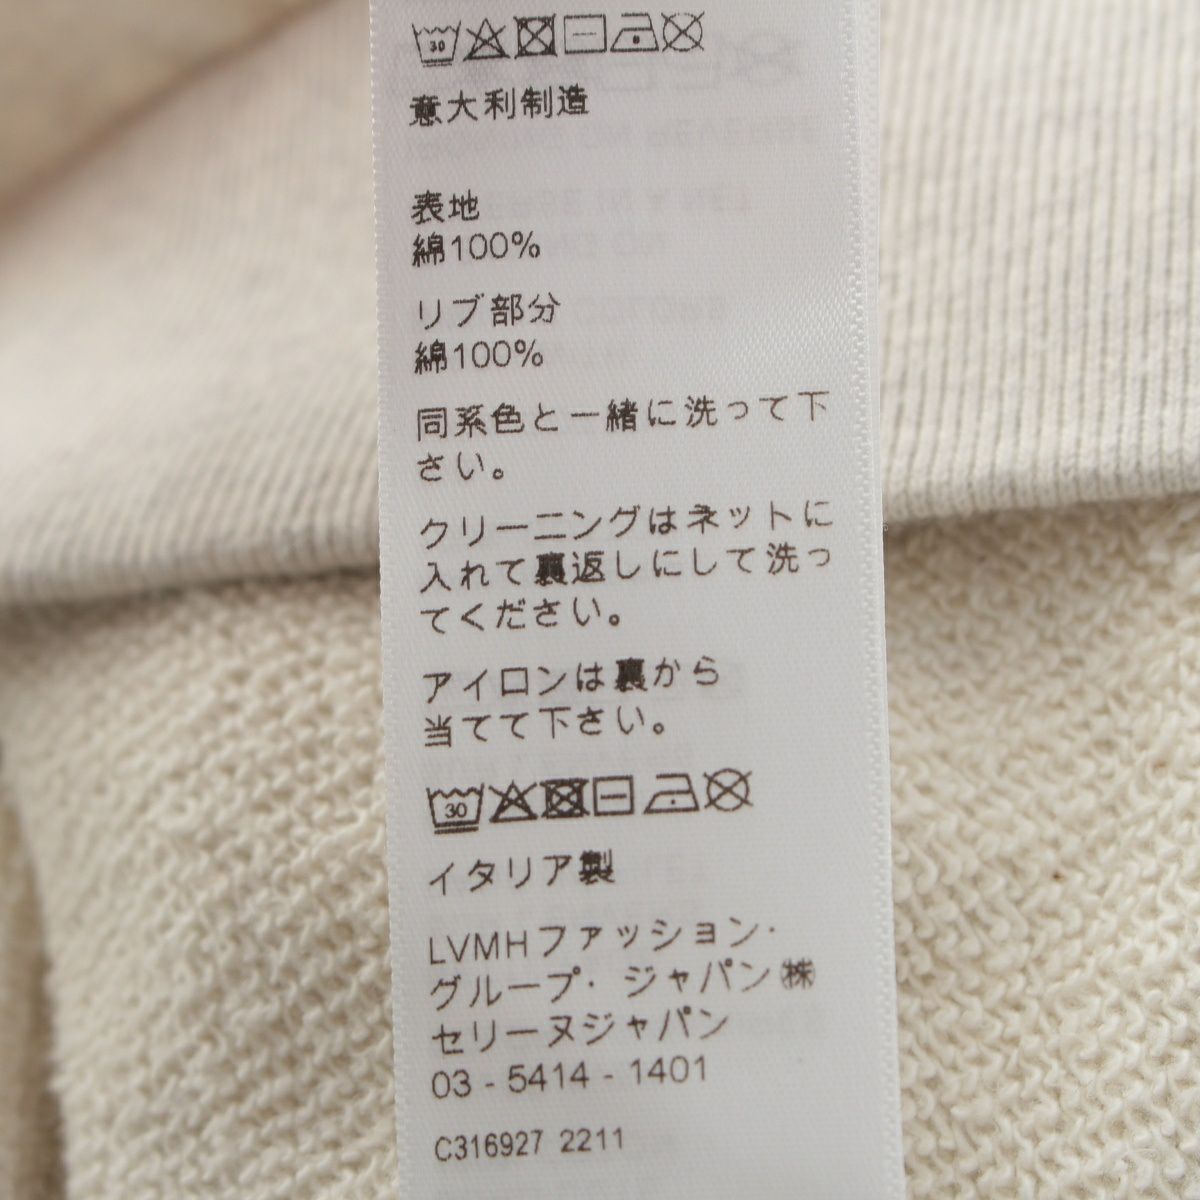 30
意大利制造
表地
綿100%
リブ部分
綿100%
同系色と一緒に洗って下
さい。
クリーニングはネットに
入れて裏返しにして洗っ
てください。
アイロンは裏から
当てて下さい。
30
イタリア製
LVMHファッション・
グループ・ジャパン㈱
セリーヌジャパン
03 - 5414 - 1401
C316927 2211